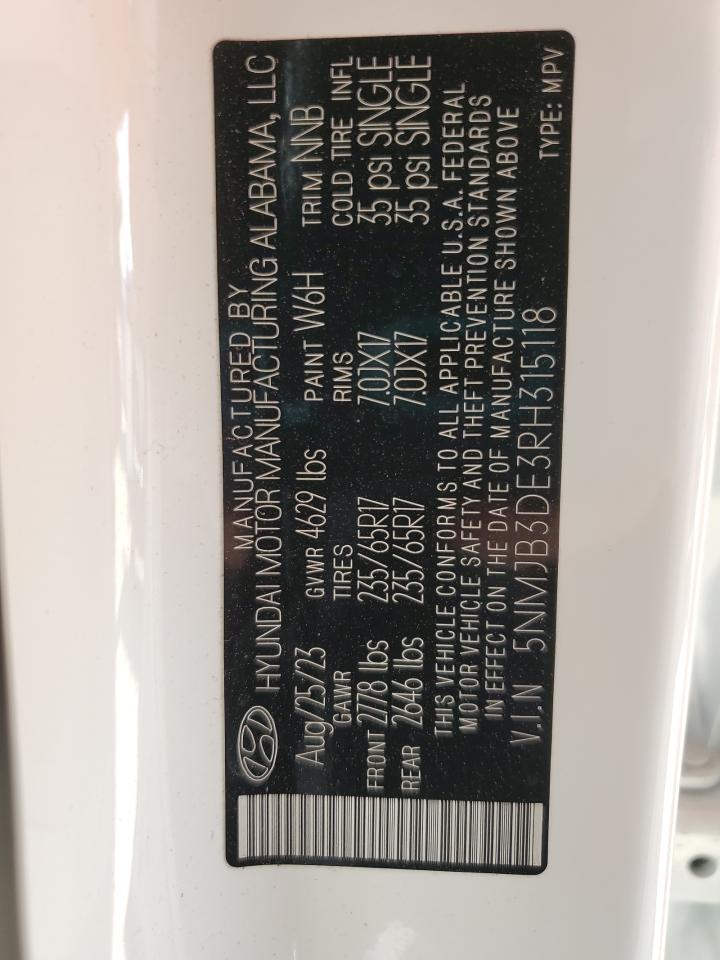 MANUFACTURED BY
HYUNDAI MOTOR MANUFACTURING ALABAMA, LLC
Aug/25/23 GVWR 4629 lbs PAINT W6H TRIM NNB
GAWR TIRES RIMS COLD TIRE INFL
FRONT 2778 lbs 235/65R17 7.0JX17 35 psi SINGLE
REAR 2646 lbs 235/65R17 7.0JX17 35 psi SINGLE
THIS VEHICLE CONFORMS TO ALL APPLICABLE U.S.A. FEDERAL
MOTOR VEHICLE SAFETY AND THEFT PREVENTION STANDARDS
IN EFFECT ON THE DATE OF MANUFACTURE SHOWN ABOVE
V.I.N 5NMJB3DE3RH315118 TYPE: MPV